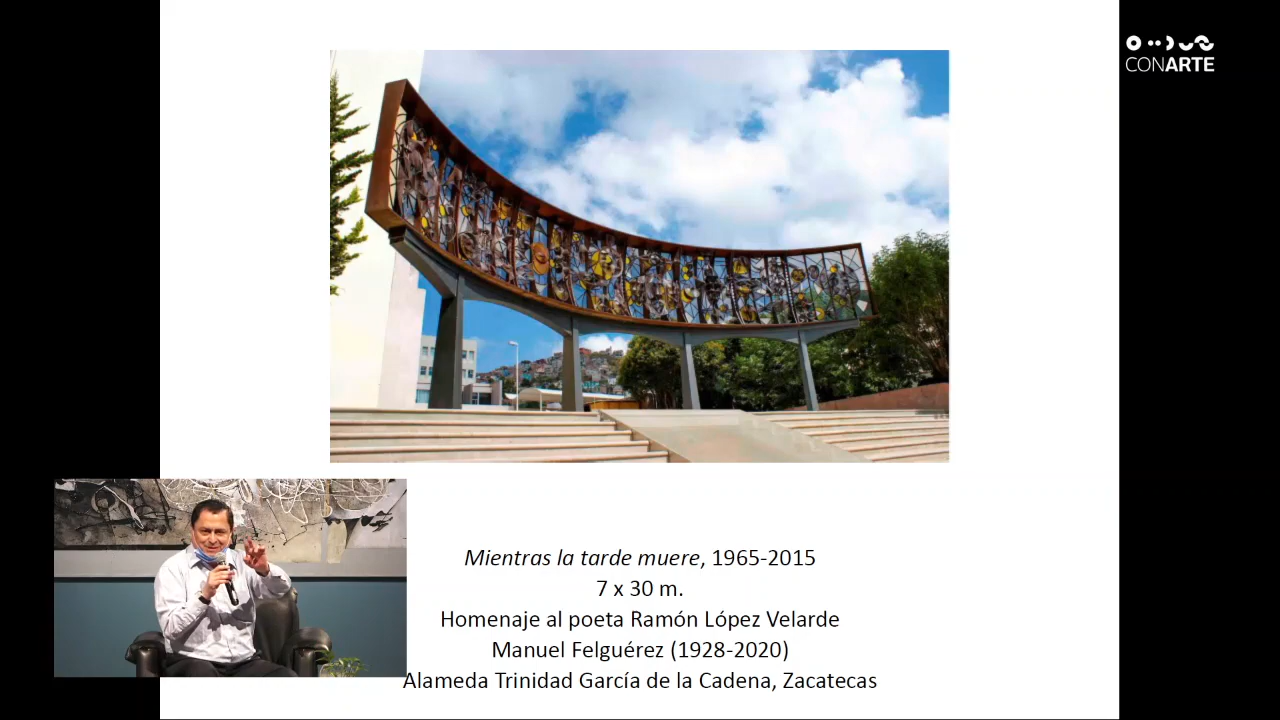 CONARTE
Mientras la tarde muere, 1965-2015
7 x 30 m.
Homenaje al poeta Ramón López Velarde
Manuel Felguérez (1928-2020)
Alameda Trinidad García de la Cadena, Zacatecas